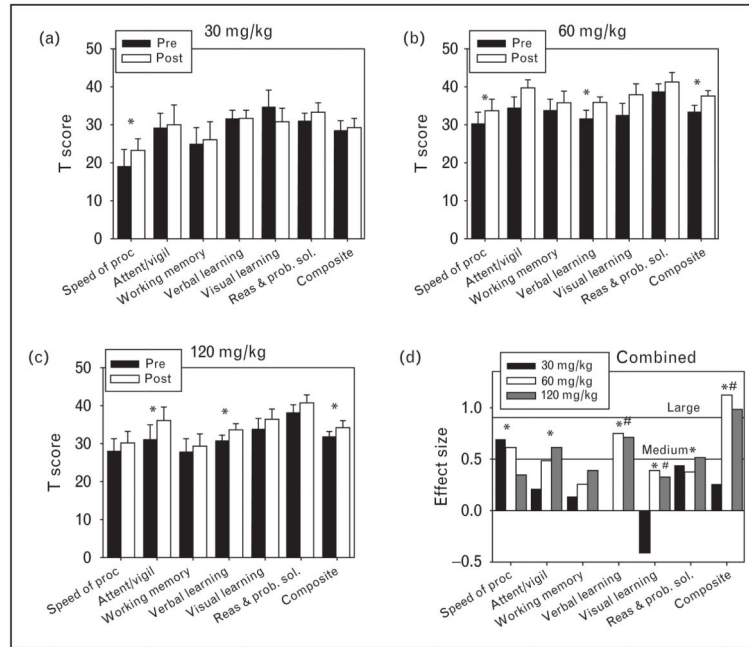 (a)
30 mg/kg
Pre
Post
50
40
30
20
10
0
T score
*
Speed of proc
Attent/vigil
Working memory
Verbal learning
Visual learning
Reas & prob. sol.
Composite
(b)
60 mg/kg
Pre
Post
50
40
30
20
10
0
T score
* * *
Speed of proc
Attent/vigil
Working memory
Verbal learning
Visual learning
Reas & prob. sol.
Composite
(c)
120 mg/kg
Pre
Post
50
40
30
20
10
0
T score
* * *
Speed of proc
Attent/vigil
Working memory
Verbal learning
Visual learning
Reas & prob. sol.
Composite
(d)
Combined
30 mg/kg
60 mg/kg
120 mg/kg
1.0
0.5
0.0
−0.5
Effect size
Large
Medium
* * *# *# * *#
Speed of proc
Attent/vigil
Working memory
Verbal learning
Visual learning
Reas & prob. sol.
Composite